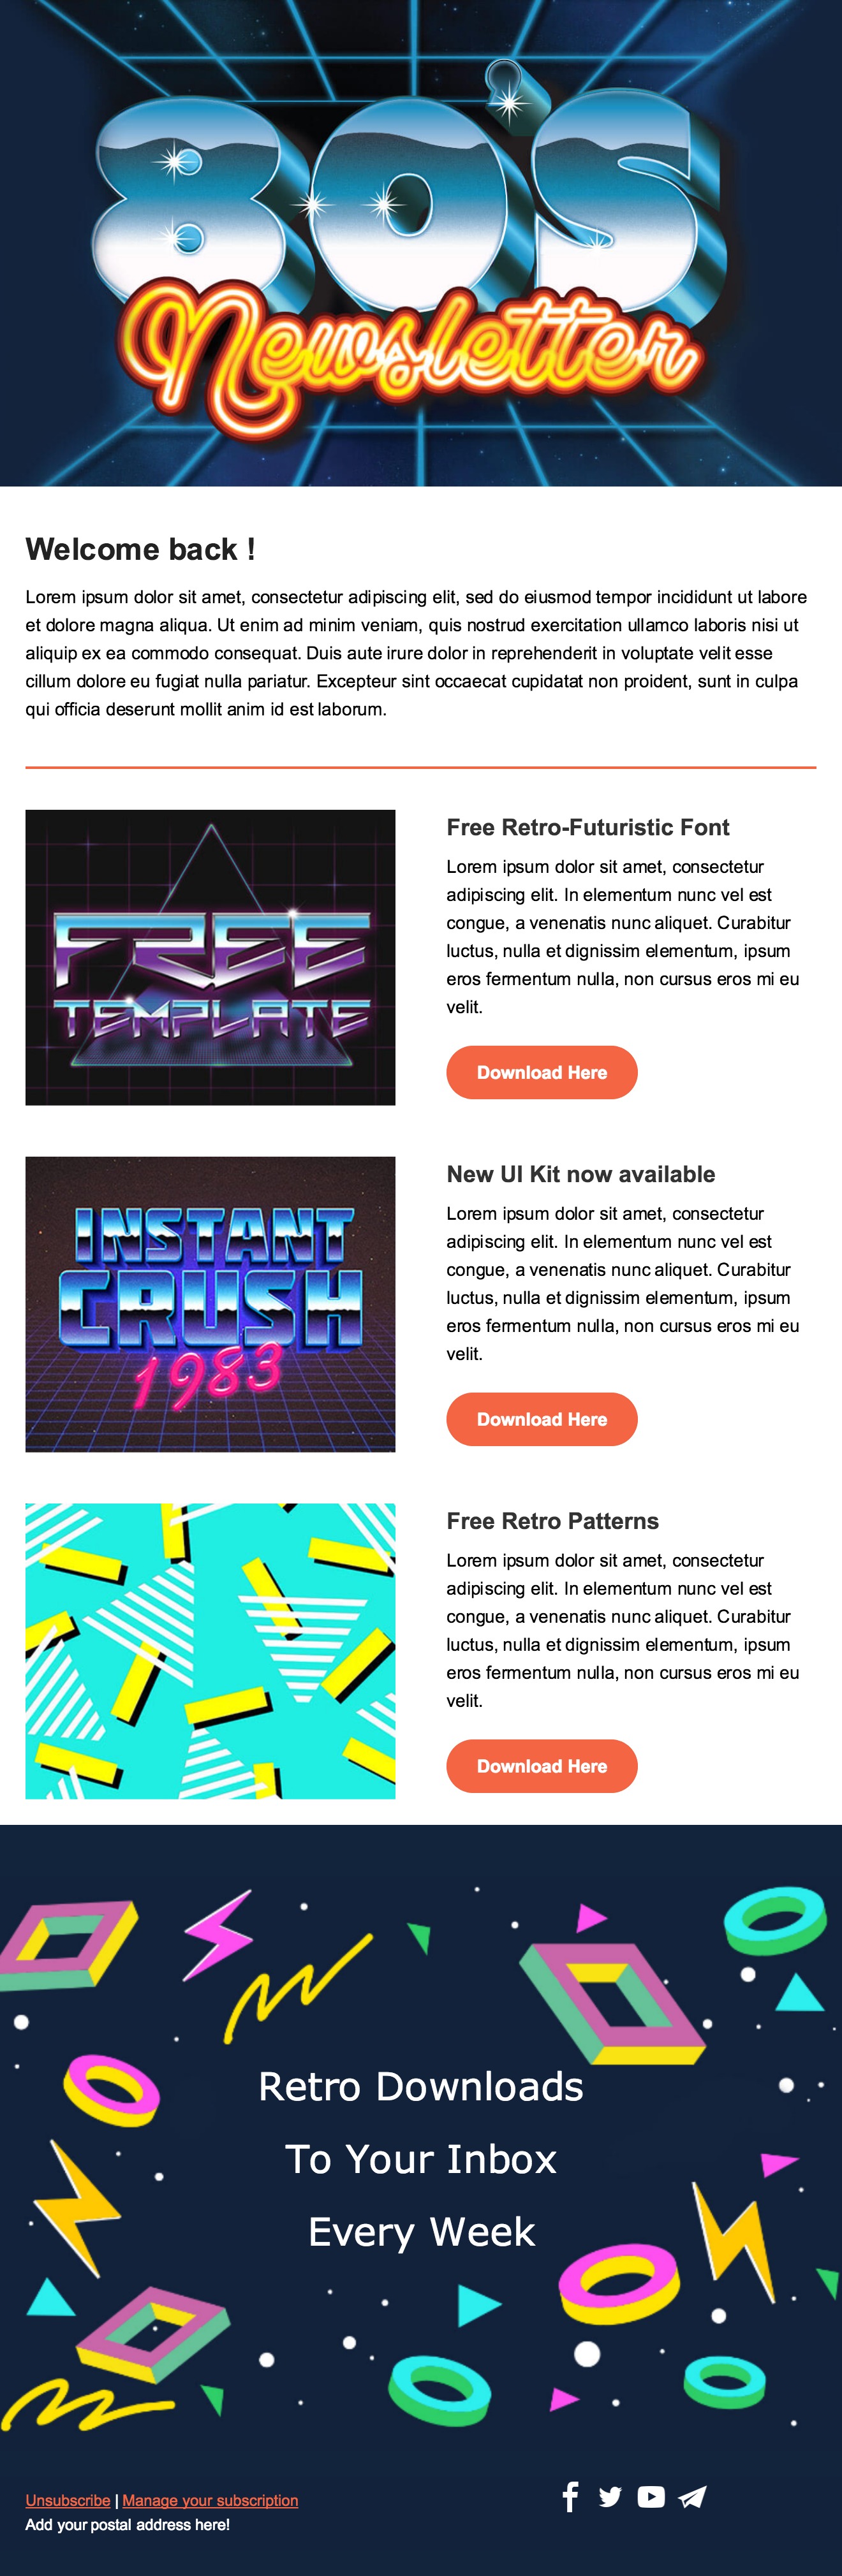 80's
Newsletter
Welcome back !
Lorem ipsum dolor sit amet, consectetur adipiscing elit, sed do eiusmod tempor incididunt ut labore
et dolore magna aliqua. Ut enim ad minim veniam, quis nostrud exercitation ullamco laboris nisi ut
aliquip ex ea commodo consequat. Duis aute irure dolor in reprehenderit in voluptate velit esse
cillum dolore eu fugiat nulla pariatur. Excepteur sint occaecat cupidatat non proident, sunt in culpa
qui officia deserunt mollit anim id est laborum.
FREE
TEMPLATE
Free Retro-Futuristic Font
Lorem ipsum dolor sit amet, consectetur
adipiscing elit. In elementum nunc vel est
congue, a venenatis nunc aliquet. Curabitur
luctus, nulla et dignissim elementum, ipsum
eros fermentum nulla, non cursus eros mi eu
velit.
Download Here
INSTANT
CRUSH
1983
New UI Kit now available
Lorem ipsum dolor sit amet, consectetur
adipiscing elit. In elementum nunc vel est
congue, a venenatis nunc aliquet. Curabitur
luctus, nulla et dignissim elementum, ipsum
eros fermentum nulla, non cursus eros mi eu
velit.
Download Here
Free Retro Patterns
Lorem ipsum dolor sit amet, consectetur
adipiscing elit. In elementum nunc vel est
congue, a venenatis nunc aliquet. Curabitur
luctus, nulla et dignissim elementum, ipsum
eros fermentum nulla, non cursus eros mi eu
velit.
Download Here
Retro Downloads
To Your Inbox
Every Week
Unsubscribe | Manage your subscription
Add your postal address here!